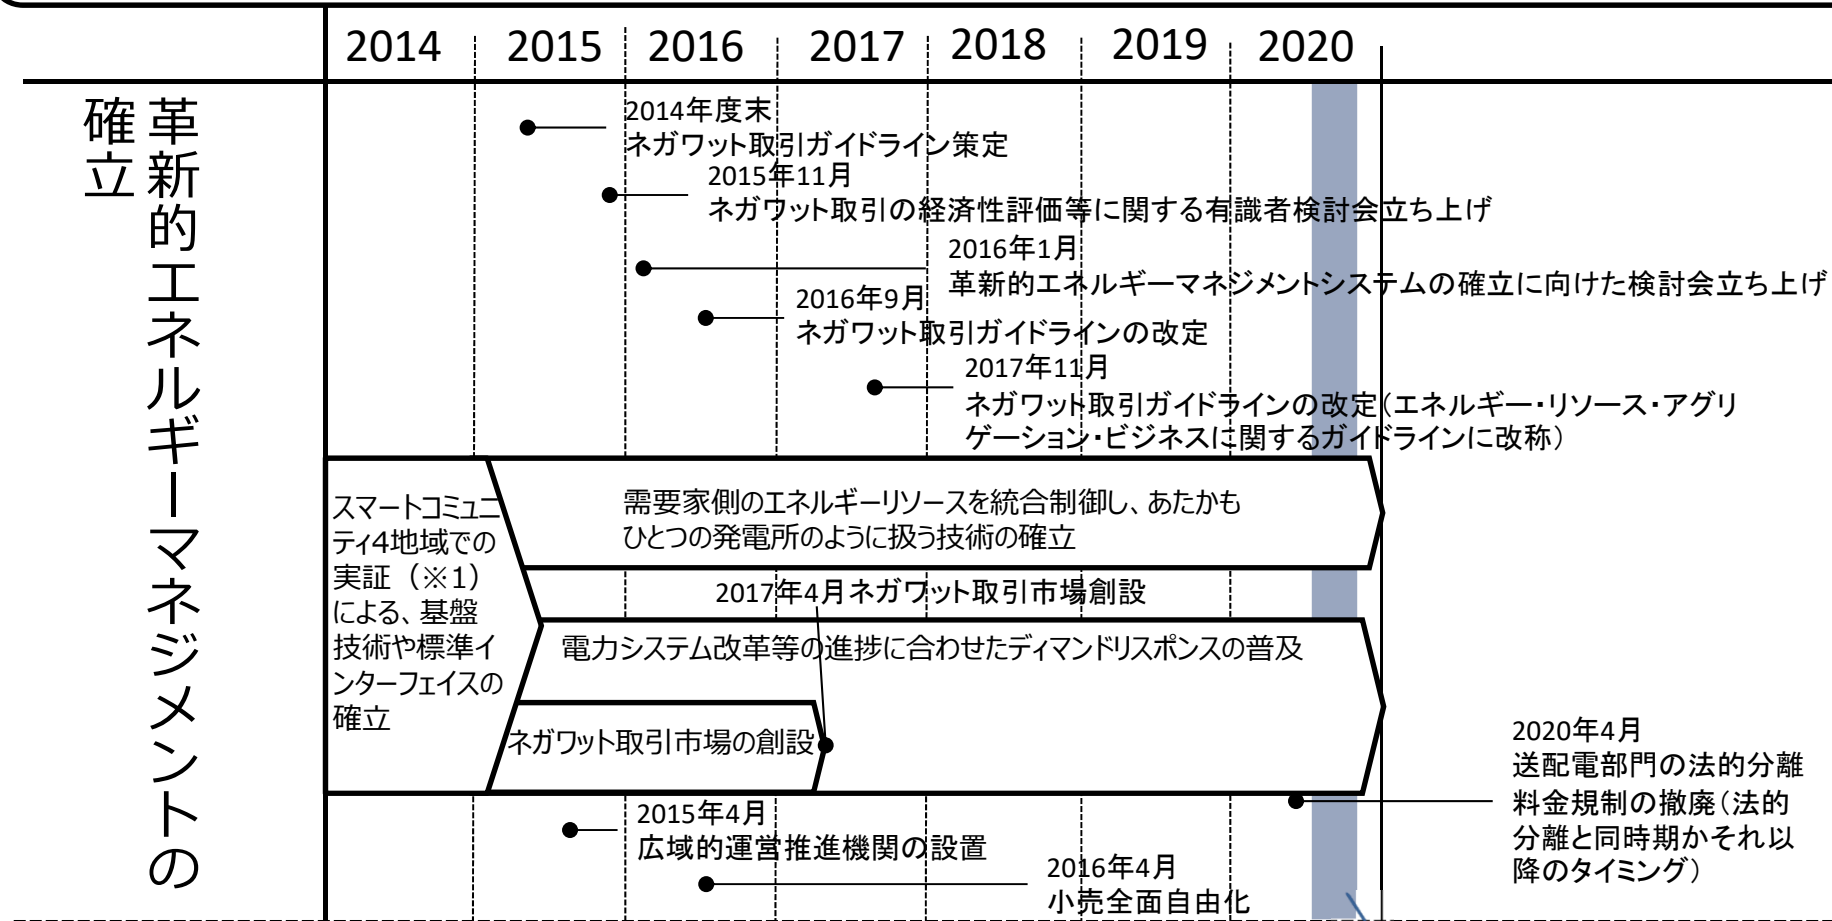 2014 2015 2016 2017 2018 2019 2020
革新的エネルギーマネジメントの
確立
2014年度末
ネガワット取引ガイドライン策定
2015年11月
ネガワット取引の経済性評価等に関する有識者検討会立ち上げ
2016年1月
革新的エネルギーマネジメントシステムの確立に向けた検討会立ち上げ
2016年9月
ネガワット取引ガイドラインの改定
2017年11月
ネガワット取引ガイドラインの改定（エネルギー・リソース・アグリ
ゲーション・ビジネスに関するガイドラインに改称）
スマートコミュニ
ティ4地域での
実証（※1）
による、基盤
技術や標準イ
ンターフェイスの
確立
需要家側のエネルギーリソースを統合制御し、あたかも
ひとつの発電所のように扱う技術の確立
2017年4月ネガワット取引市場創設
電力システム改革等の進捗に合わせたディマンドリスポンスの普及
ネガワット取引市場の創設
2015年4月
広域的運営推進機関の設置
2016年4月
小売全面自由化
2020年4月
送配電部門の法的分離
料金規制の撤廃（法的
分離と同時期かそれ以
降のタイミング）